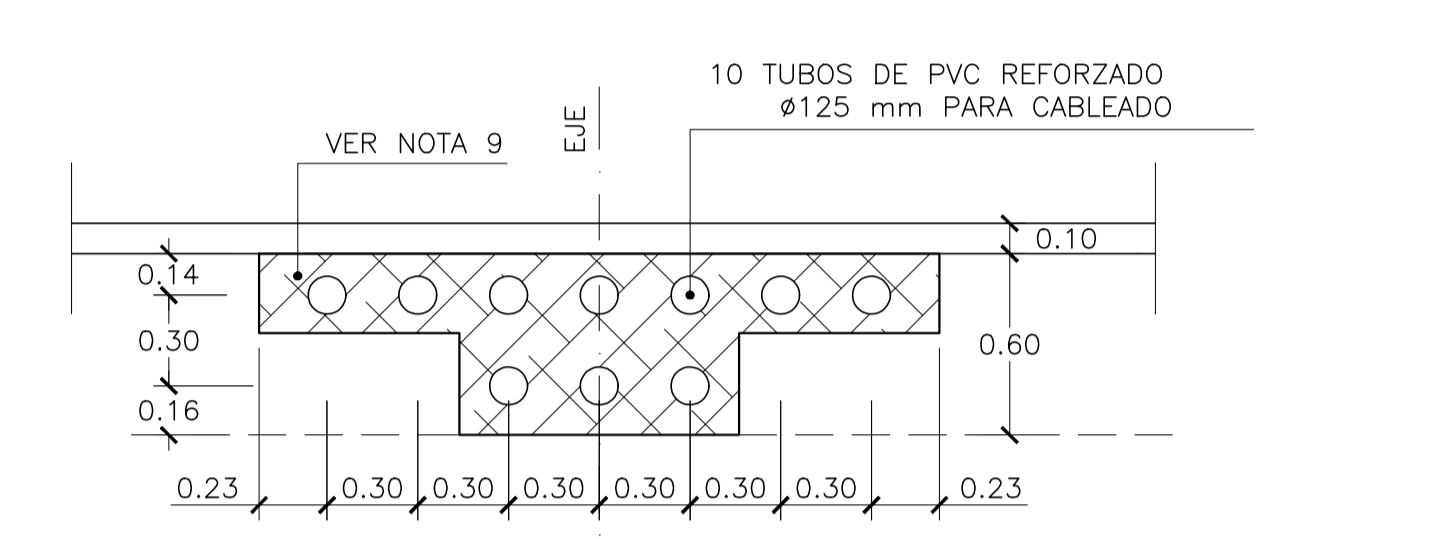 10 TUBOS DE PVC REFORZADO
Ø125 mm PARA CABLEADO
EJE
VER NOTA 9
0.10
0.14
0.30
0.60
0.16
0.23 0.30 0.30 0.30 0.30 0.30 0.30 0.23